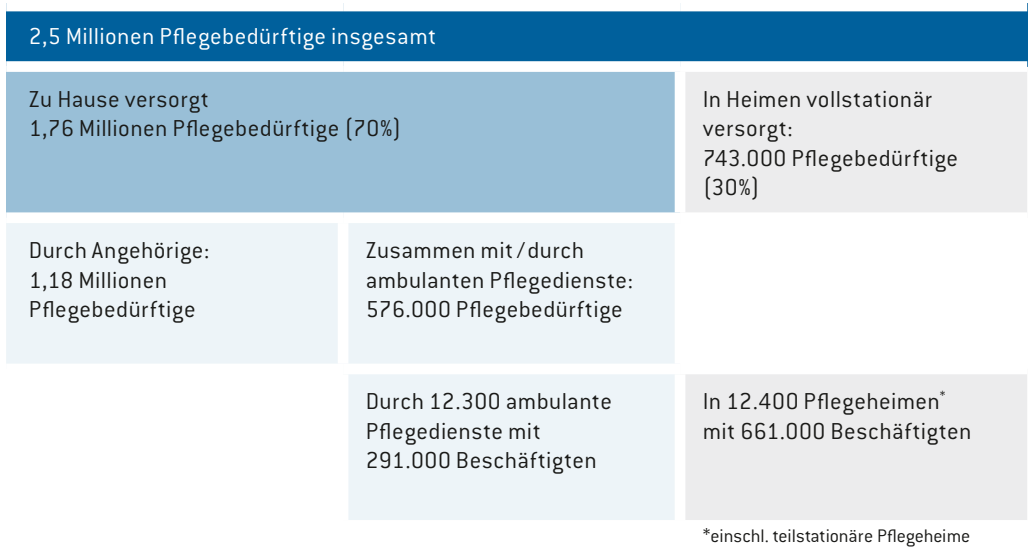 2,5 Millionen Pflegebedürftige insgesamt
Zu Hause versorgt
1,76 Millionen Pflegebedürftige (70%)
In Heimen vollstationär
versorgt:
743.000 Pflegebedürftige
(30%)
Durch Angehörige:
1,18 Millionen
Pflegebedürftige
Zusammen mit/durch
ambulanten Pflegedienste:
576.000 Pflegebedürftige
Durch 12.300 ambulante
Pflegedienste mit
291.000 Beschäftigten
In 12.400 Pflegeheimen*
mit 661.000 Beschäftigten
*einschl. teilstationäre Pflegeheime